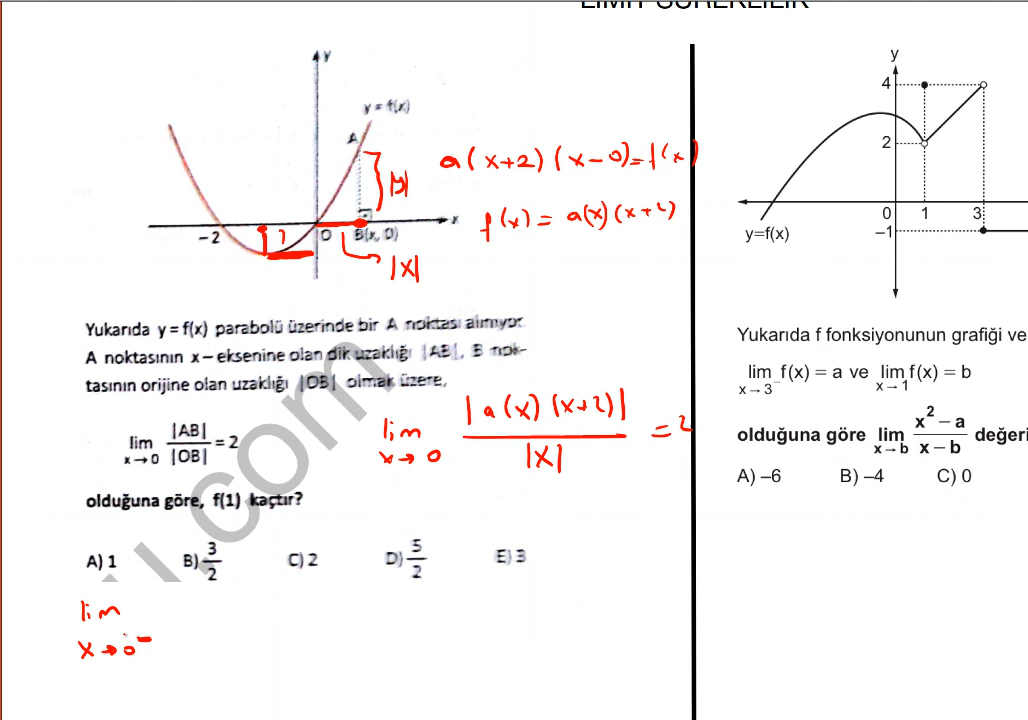 LİMİT SÜREKLİLİK
y
y = f(x)
A
|y|
-2
1
O
B(x, 0)
x
|x|
a(x+2)(x-0)=f(x)
f(x) = a(x)(x+2)
Yukarıda y = f(x) parabolü üzerinde bir A noktası alınıyor.
A noktasının x – eksenine olan dik uzaklığı |AB|, B nok-
tasının orijine olan uzaklığı |OB| olmak üzere,
lim x→0 |AB| / |OB| = 2
lim x→0 |a(x)(x+2)| / |x| = 2
olduğuna göre, f(1) kaçtır?
A) 1 B) 3/2 C) 2 D) 5/2 E) 3
lim
x→0⁻
y
4
2
0 1 3
y=f(x)
–1
Yukarıda f fonksiyonunun grafiği ve
lim x→3⁻ f(x) = a ve lim x→1 f(x) = b
olduğuna göre lim x→b x² – a / x – b değeri
A) –6 B) –4 C) 0